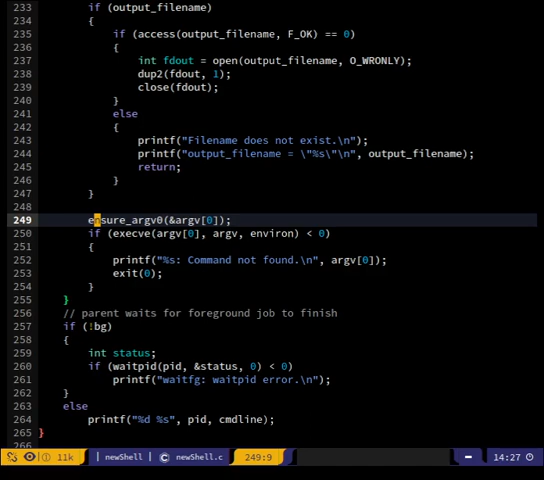 233 if (output_filename)
234 {
235 if (access(output_filename, F_OK) == 0)
236 {
237 int fdout = open(output_filename, O_WRONLY);
238 dup2(fdout, 1);
239 close(fdout);
240 }
241 else
242 {
243 printf("Filename does not exist.\n");
244 printf("output_filename = \"%s\"\n", output_filename);
245 return;
246 }
247 }
248
249 ensure_argv0(&argv[0]);
250 if (execve(argv[0], argv, environ) < 0)
251 {
252 printf("%s: Command not found.\n", argv[0]);
253 exit(0);
254 }
255 }
256 // parent waits for foreground job to finish
257 if (!bg)
258 {
259 int status;
260 if (waitpid(pid, &status, 0) < 0)
261 printf("waitfg: waitpid error.\n");
262 }
263 else
264 printf("%d %s", pid, cmdline);
265 }
266
11k | newShell | C newShell.c 249:9 14:27